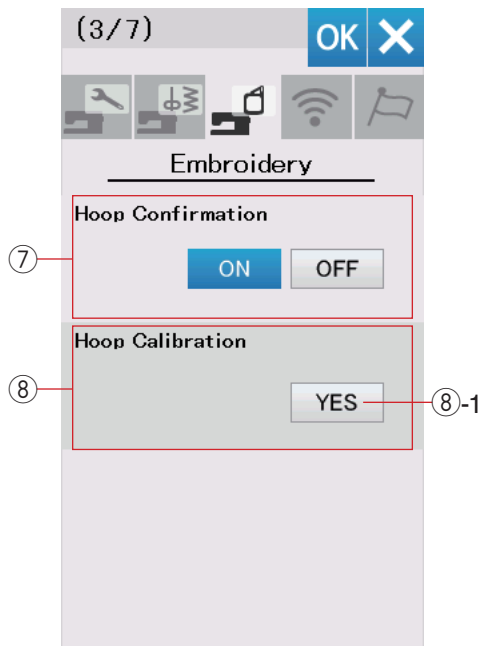 (3/7)
OK
Embroidery
Hoop Confirmation
⑦
ON OFF
Hoop Calibration
⑧
YES
⑧-1